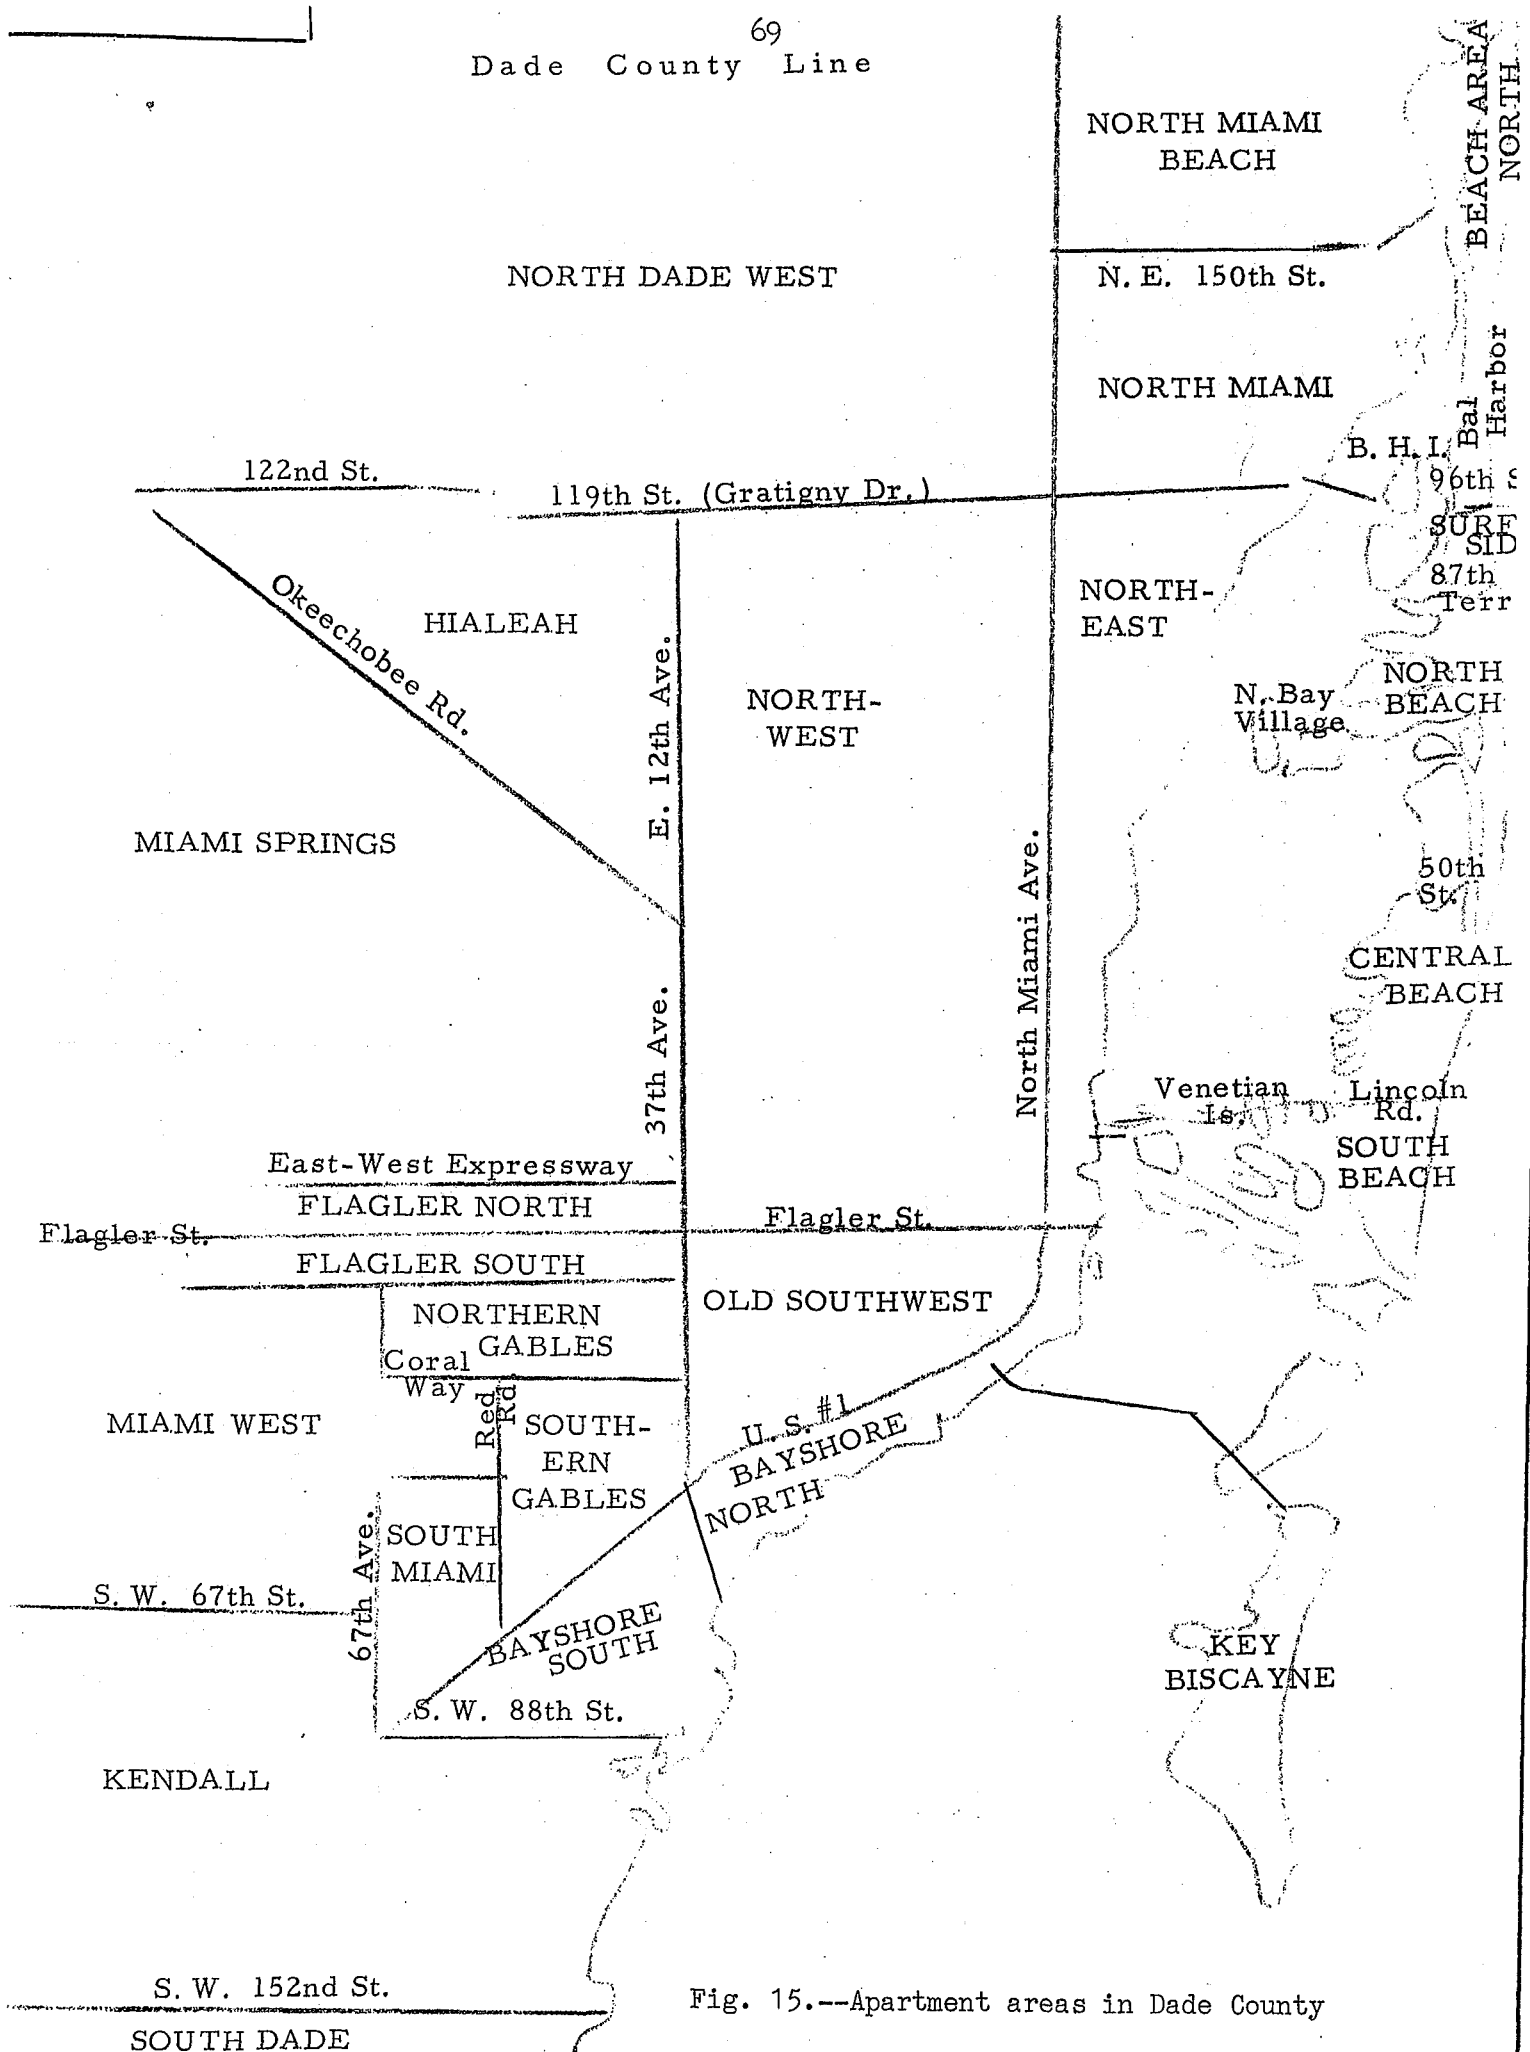 69
Dade County Line
BEACH AREA
NORTH
NORTH MIAMI
BEACH
NORTH DADE WEST
N. E. 150th St.
NORTH MIAMI
Bal
Harbor
B. H. I.
122nd St.
119th St. (Gratigny Dr.)
96th S
SURF
SID
87th
Terr
Okeechobee Rd.
HIALEAH
NORTH-
EAST
E. 12th Ave.
NORTH-
WEST
N. Bay
Village
NORTH
BEACH
MIAMI SPRINGS
North Miami Ave.
50th
St.
CENTRAL
BEACH
37th Ave.
Venetian
Is.
Lincoln
Rd.
SOUTH
BEACH
East-West Expressway
FLAGLER NORTH
Flagler St.
Flagler St.
FLAGLER SOUTH
OLD SOUTHWEST
NORTHERN
GABLES
Coral
Way
Red
Rd
MIAMI WEST
SOUTH-
ERN
GABLES
U. S. #1
BAYSHORE
NORTH
SOUTH
MIAMI
67th Ave.
S. W. 67th St.
BAYSHORE
SOUTH
KEY
BISCAYNE
S. W. 88th St.
KENDALL
S. W. 152nd St.
SOUTH DADE
Fig. 15.--Apartment areas in Dade County